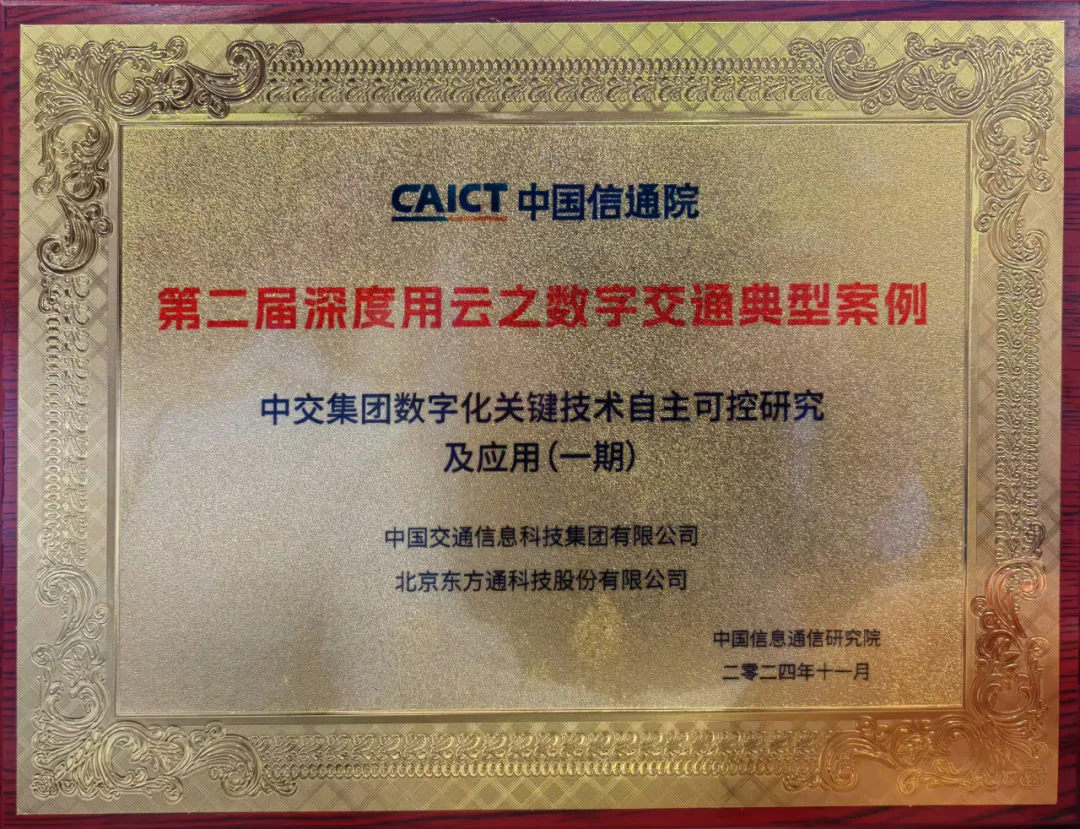 CAICT 中国信通院
第二届深度用云之数字交通典型案例
中交集团数字化关键技术自主可控研究
及应用(一期)
中国交通信息科技集团有限公司
北京东方通科技股份有限公司
中国信息通信研究院
二零二四年十一月